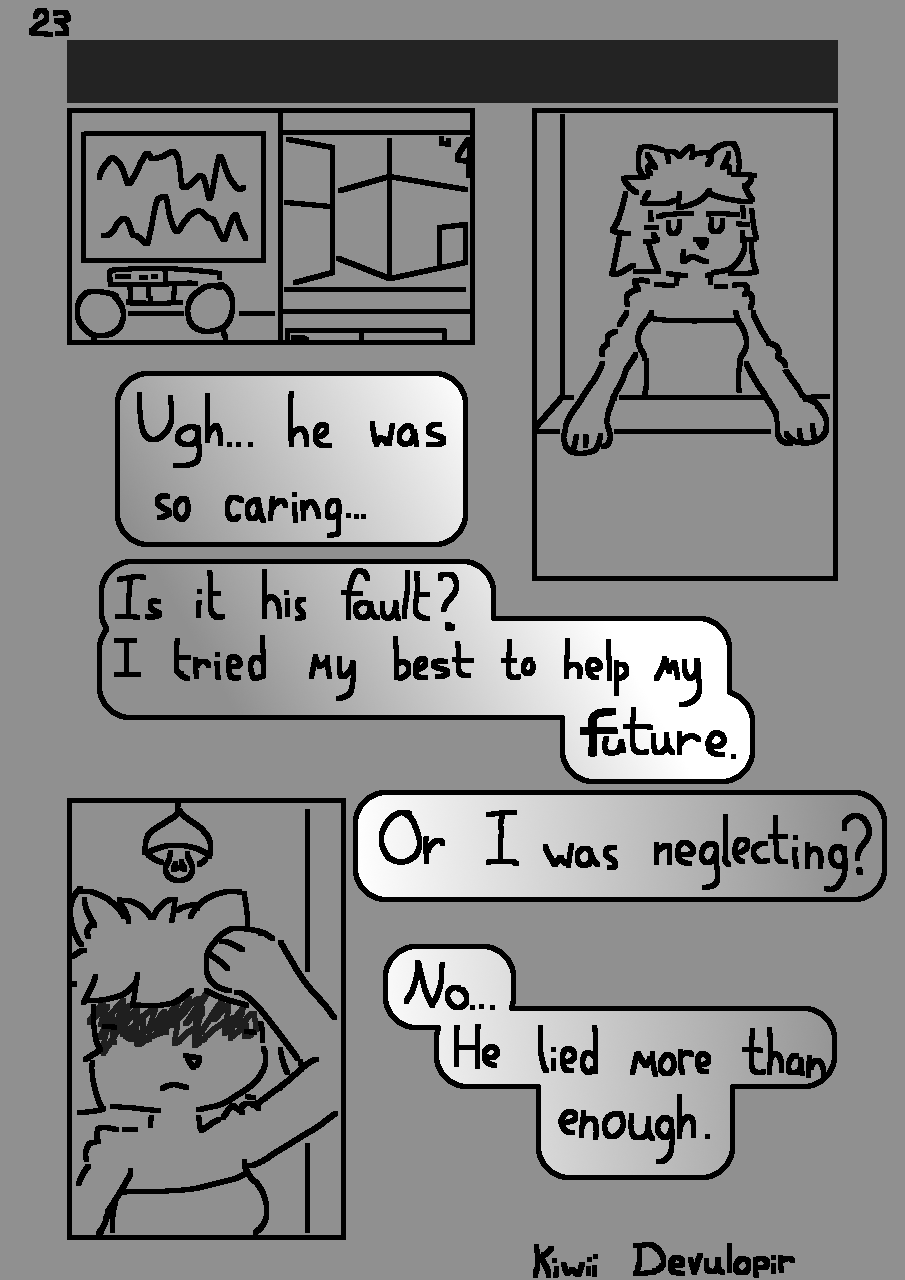 23
"4
Ugh... he was
so caring...
Is it his fault?
I tried my best to help my
future.
Or I was neglecting?
No...
He lied more than
enough.
Kiwii Devulopir